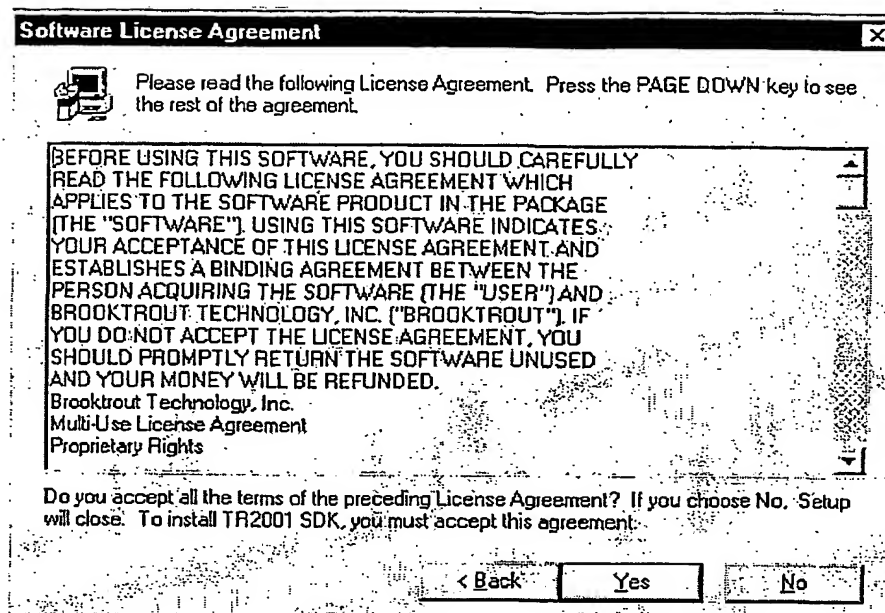 Software License Agreement
Please read the following License Agreement. Press the PAGE DOWN key to see
the rest of the agreement.
BEFORE USING THIS SOFTWARE, YOU SHOULD CAREFULLY
READ THE FOLLOWING LICENSE AGREEMENT WHICH
APPLIES TO THE SOFTWARE PRODUCT IN THE PACKAGE
(THE "SOFTWARE"). USING THIS SOFTWARE INDICATES
YOUR ACCEPTANCE OF THIS LICENSE AGREEMENT AND
ESTABLISHES A BINDING AGREEMENT BETWEEN THE
PERSON ACQUIRING THE SOFTWARE (THE "USER") AND
BROOKTROUT TECHNOLOGY, INC. ("BROOKTROUT"). IF
YOU DO NOT ACCEPT THE LICENSE AGREEMENT, YOU
SHOULD PROMPTLY RETURN THE SOFTWARE UNUSED
AND YOUR MONEY WILL BE REFUNDED.
Brooktrout Technology, Inc.
Multi-Use License Agreement
Proprietary Rights
Do you accept all the terms of the preceding License Agreement? If you choose No, Setup
will close. To install TR2001 SDK, you must accept this agreement.
< Back Yes No